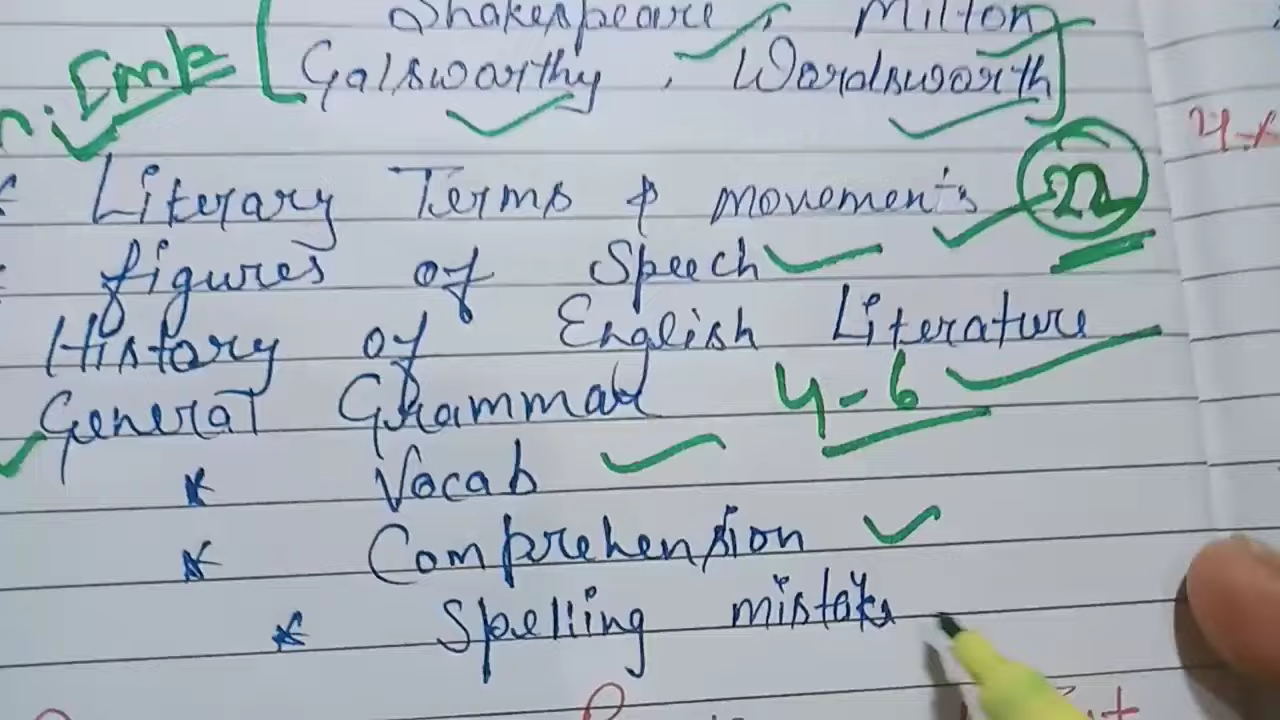 Shakespeare, Milton
Imp [Galsworthy, Wordsworth]
Literary Terms & movements 22
figures of Speech
History of English Literature
General Grammar 4-6
* Vocab
* Comprehension
* Spelling mistake